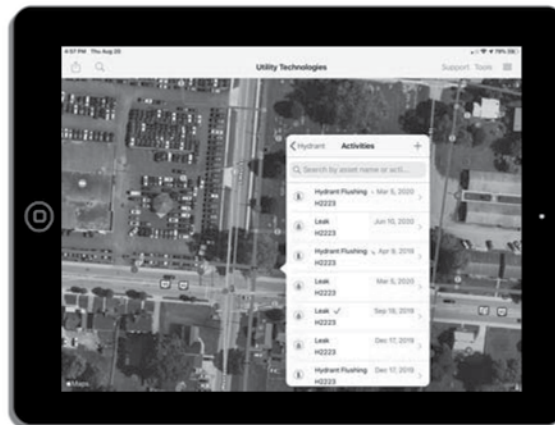 4:57 PM Thu Aug 20
79%
Utility Technologies
Support Tools
Hydrant
Activities
Search by asset name or acti...
Hydrant Flushing Mar 5, 2020
H2223
Leak Jun 10, 2020
H2223
Hydrant Flushing Apr 9, 2019
H2223
Leak Mar 5, 2020
H2223
Leak ✓ Sep 18, 2019
H2223
Leak Dec 17, 2019
H2223
Hydrant Flushing Dec 17, 2019
H2223
Maps